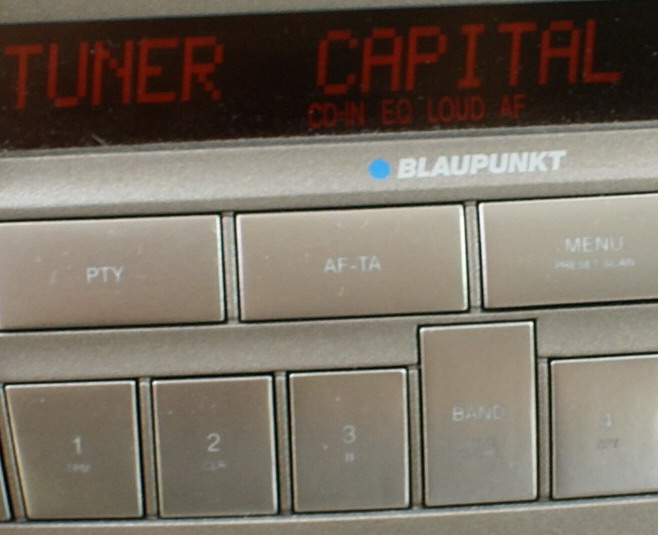 TUNER CAPITAL
CD-IN EQ LOUD AF
BLAUPUNKT
PTY AF-TA MENU
PRESET SCAN
BAND
1 2 3 4
CLR B